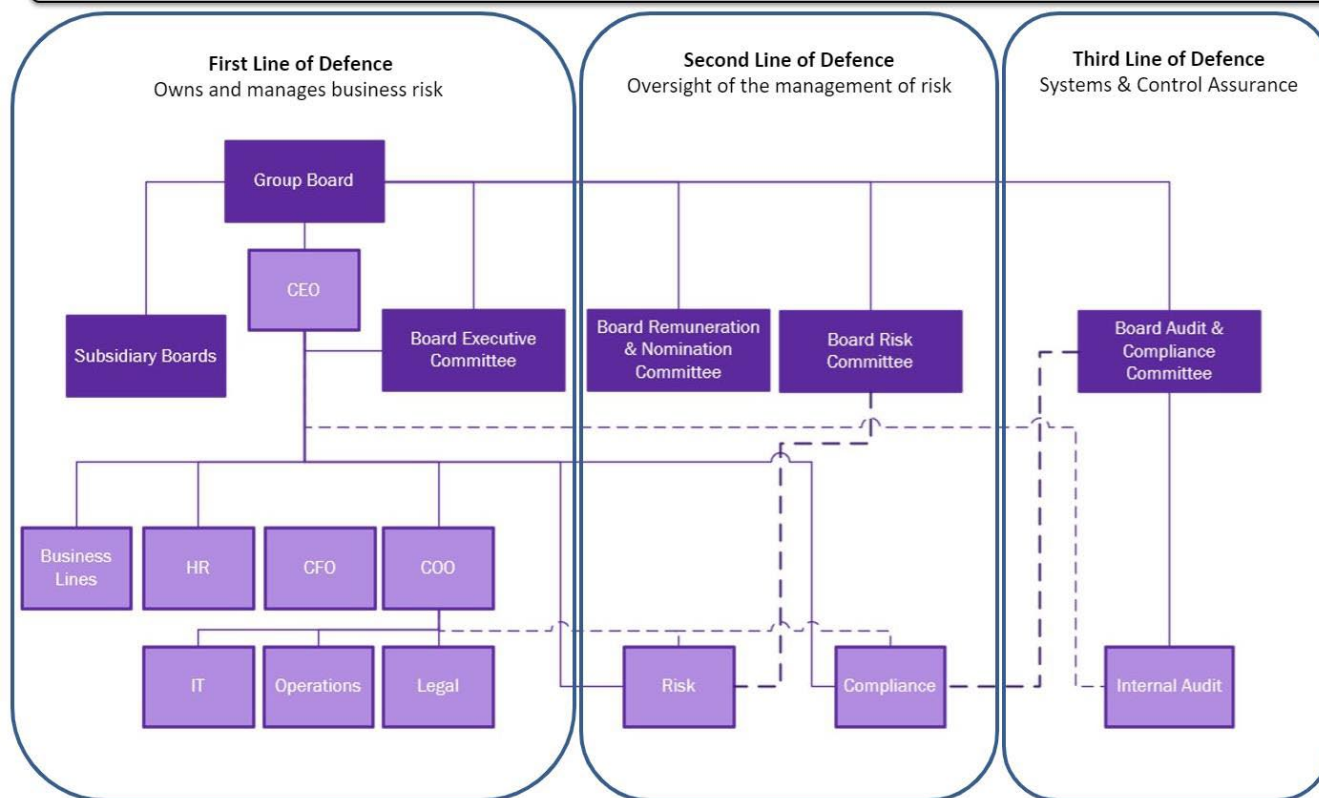 First Line of Defence
Owns and manages business risk
Second Line of Defence
Oversight of the management of risk
Third Line of Defence
Systems & Control Assurance
Group Board
CEO
Subsidiary Boards
Board Executive
Committee
Board Remuneration
& Nomination
Committee
Board Risk
Committee
Board Audit &
Compliance
Committee
Business
Lines
HR
CFO
COO
IT
Operations
Legal
Risk
Compliance
Internal Audit